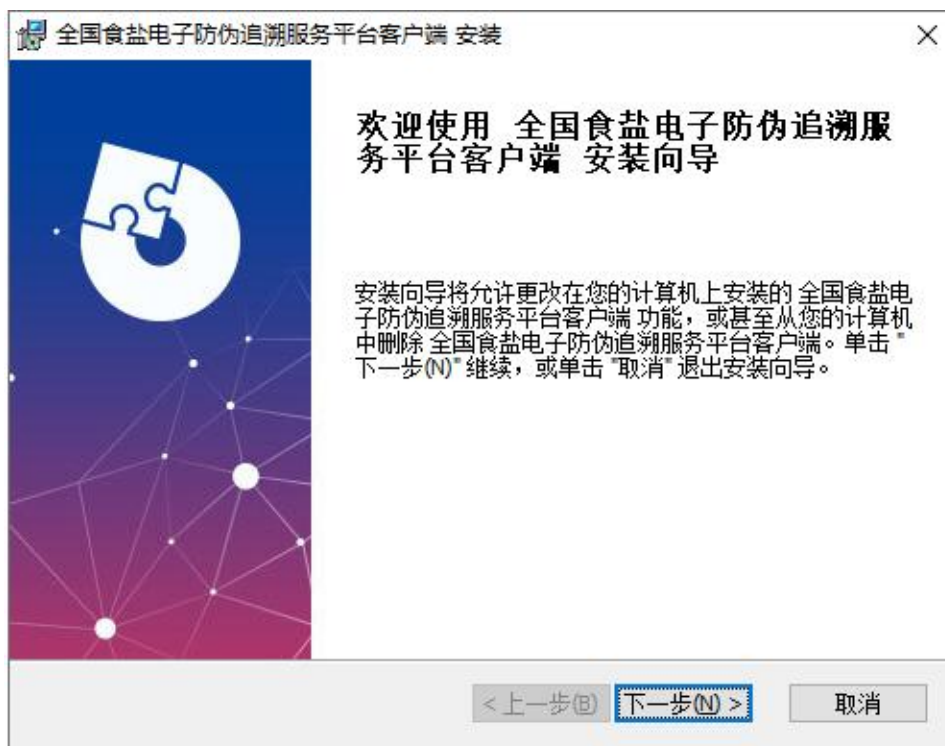 全国食盐电子防伪追溯服务平台客户端 安装
欢迎使用 全国食盐电子防伪追溯服
务平台客户端 安装向导
安装向导将允许更改在您的计算机上安装的 全国食盐电
子防伪追溯服务平台客户端 功能，或甚至从您的计算机
中删除 全国食盐电子防伪追溯服务平台客户端。单击 "
下一步(N)" 继续，或单击 "取消" 退出安装向导。
< 上一步(B)
下一步(N) >
取消